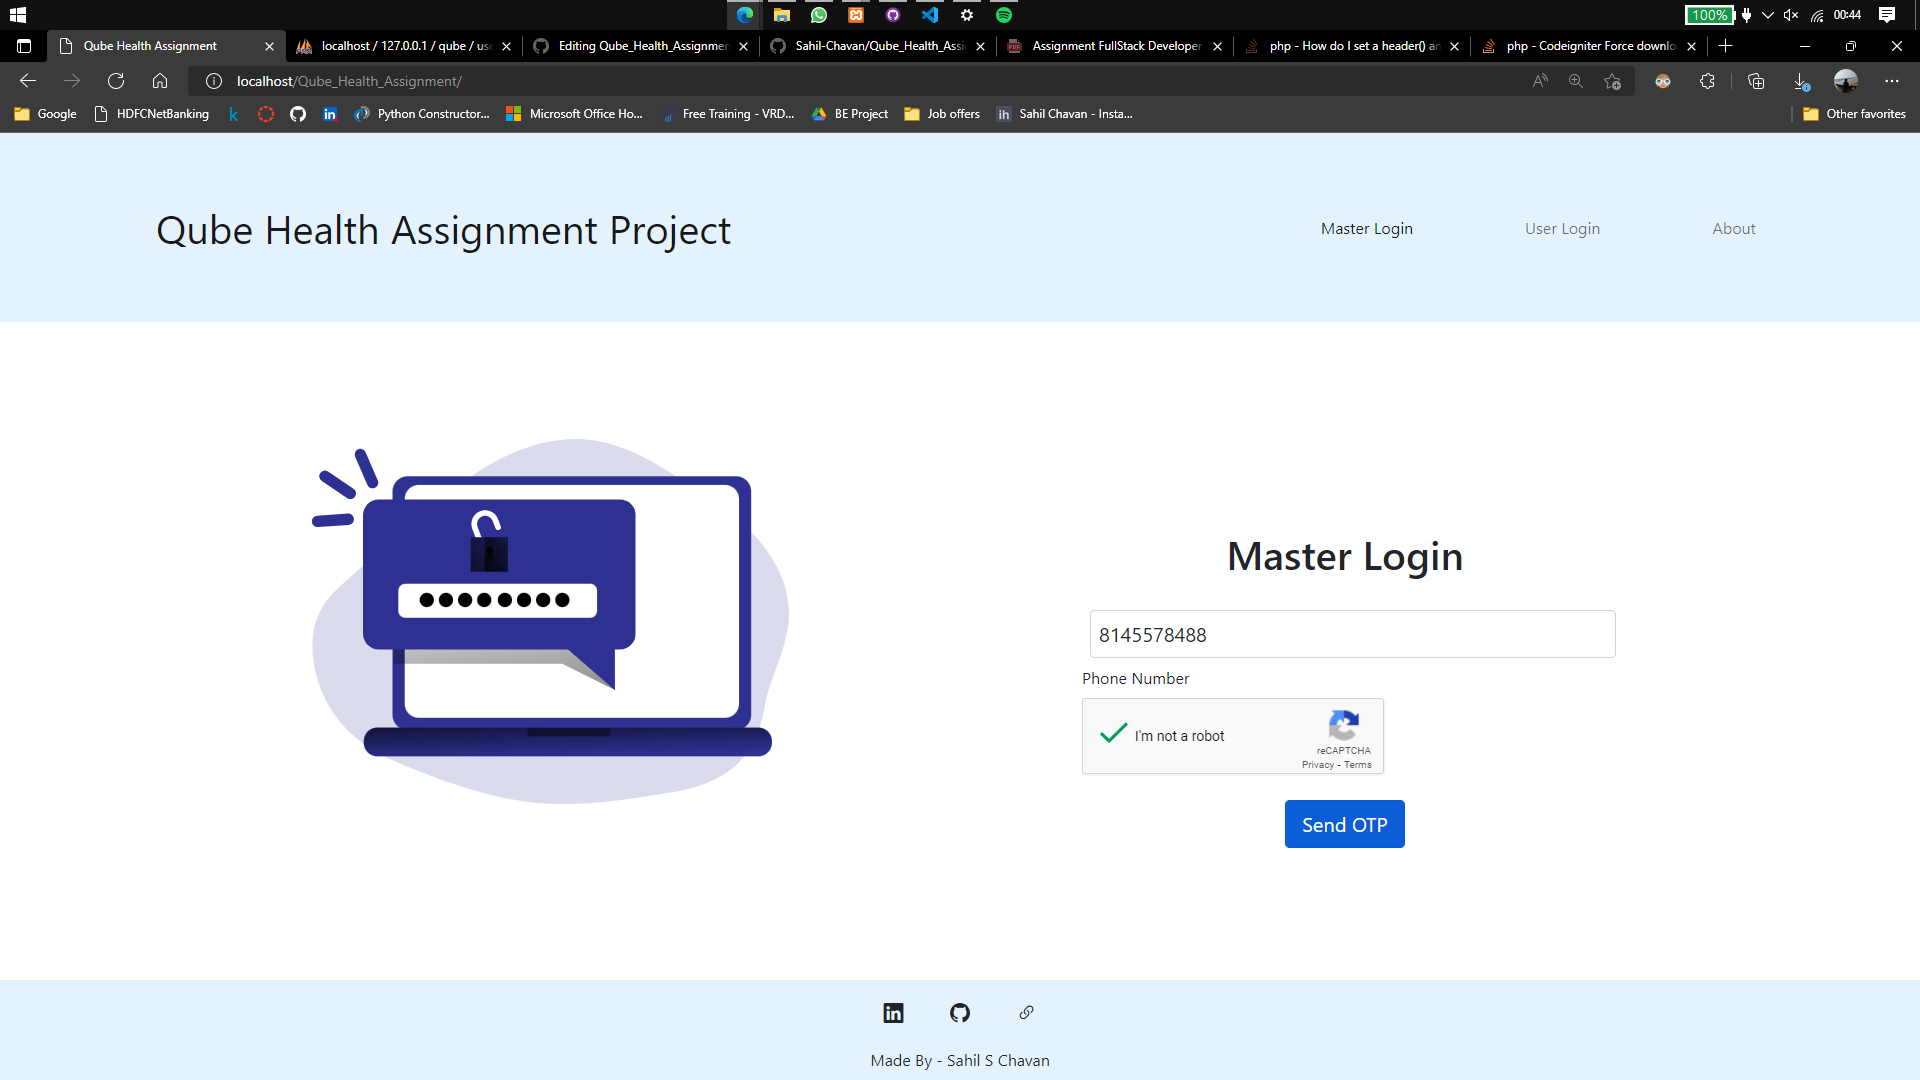 100%
00:44
Qube Health Assignment
localhost / 127.0.0.1 / qube / use
Editing Qube_Health_Assignmen
Sahil-Chavan/Qube_Health_Assi
Assignment FullStack Developer
php - How do I set a header() an
php - Codeigniter Force downlo
localhost/Qube_Health_Assignment/
Google
HDFCNetBanking
Python Constructor...
Microsoft Office Ho...
Free Training - VRD...
BE Project
Job offers
Sahil Chavan - Insta...
Other favorites
Qube Health Assignment Project
Master Login
User Login
About
Master Login
8145578488
Phone Number
I'm not a robot
reCAPTCHA
Privacy - Terms
Send OTP
Made By - Sahil S Chavan